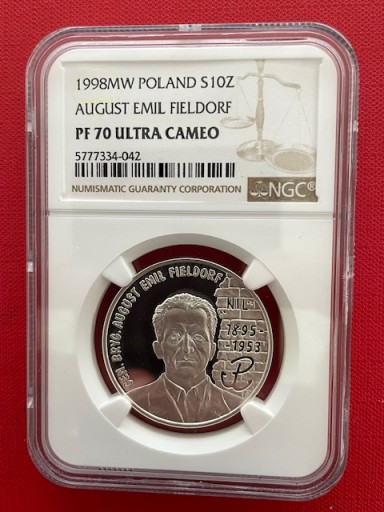 1998MW POLAND S10Z
AUGUST EMIL FIELDORF
PF 70 ULTRA CAMEO
5777334-042
NUMISMATIC GUARANTY CORPORATION
NGC®
GEN. BRYG. AUGUST EMIL FIELDORF
NIL
1895-
-1953
P